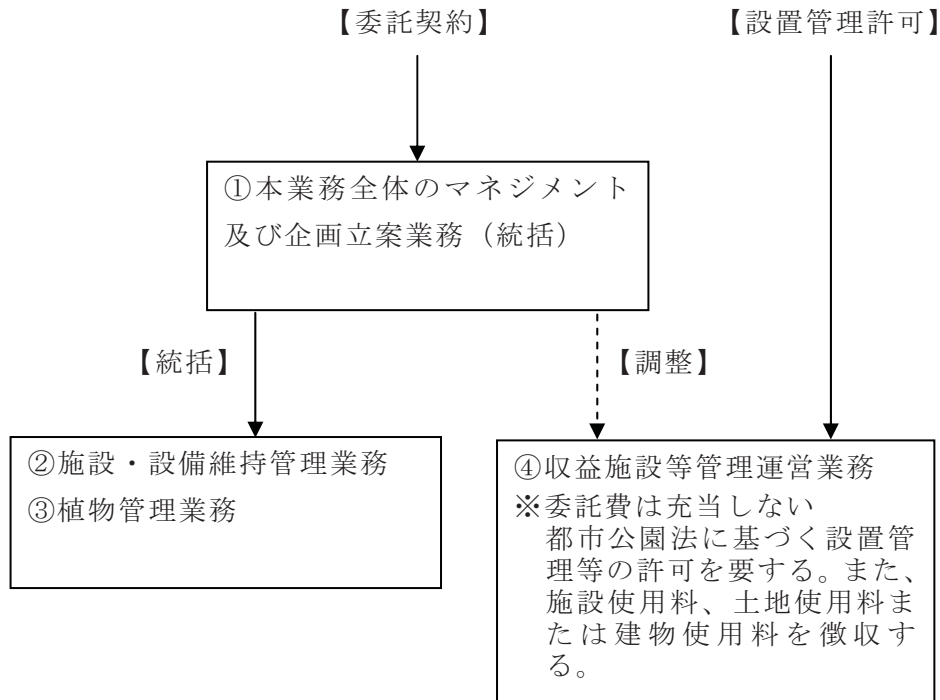 【委託契約】
【設置管理許可】
①本業務全体のマネジメント
及び企画立案業務（統括）
【統括】
【調整】
②施設・設備維持管理業務
③植物管理業務
④収益施設等管理運営業務
※委託費は充当しない
都市公園法に基づく設置管
理等の許可を要する。また、
施設使用料、土地使用料ま
たは建物使用料を徴収す
る。